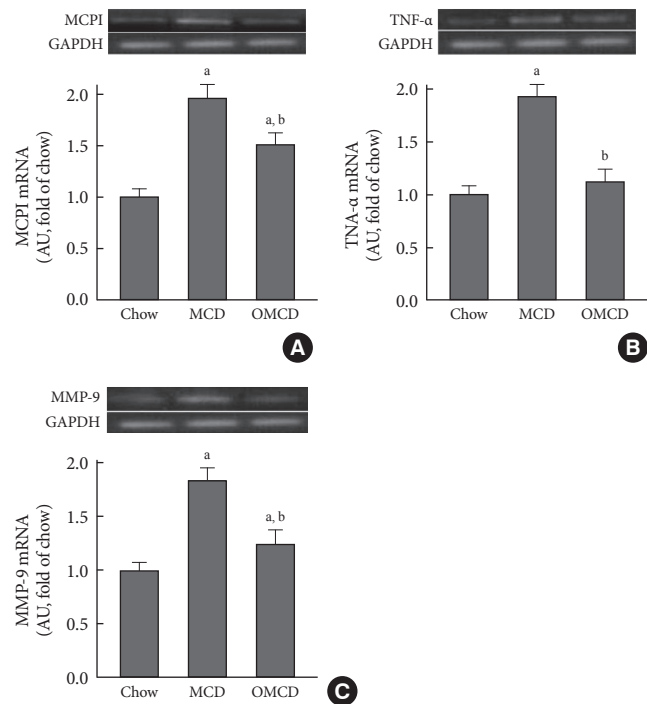 MCPI
GAPDH
MCPI mRNA
(AU, fold of chow)
2.0
1.5
1.0
0.5
0.0
a
a, b
Chow MCD OMCD
A
TNF-α
GAPDH
TNA-α mRNA
(AU, fold of chow)
2.0
1.5
1.0
0.5
0.0
a
b
Chow MCD OMCD
B
MMP-9
GAPDH
MMP-9 mRNA
(AU, fold of chow)
2.0
1.5
1.0
0.5
0.0
a
a, b
Chow MCD OMCD
C